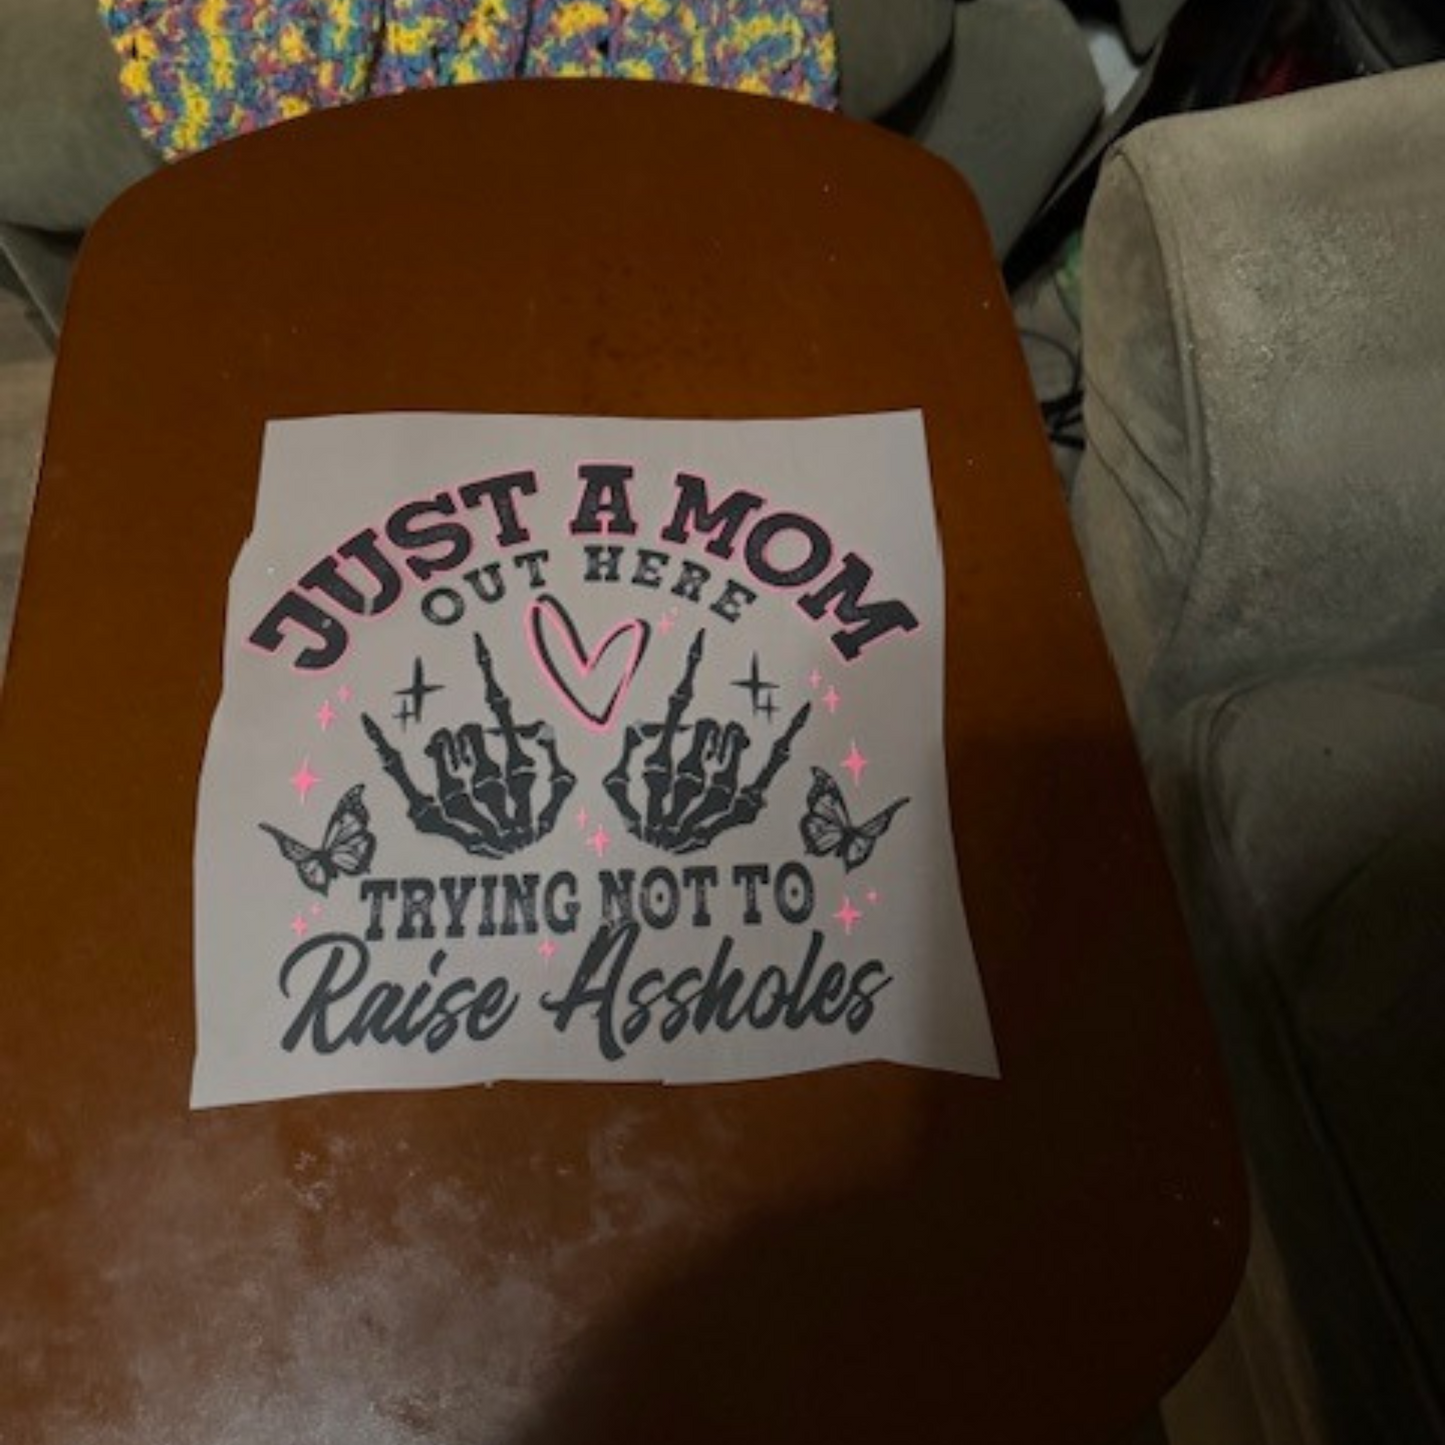 JUST A MOM
OUT HERE
TRYING NOT TO
Raise Assholes